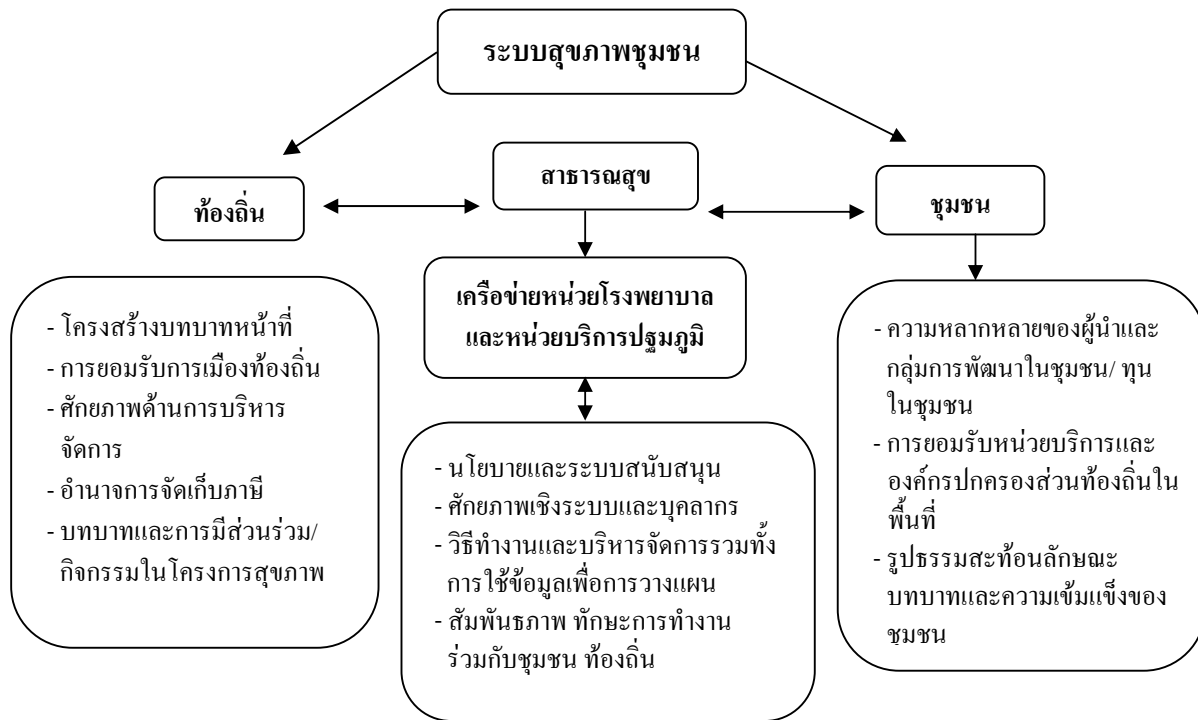 ระบบสุขภาพชุมชน
ท้องถิ่น
สาธารณสุข
ชุมชน
- โครงสร้างบทบาทหน้าที่
- การยอมรับการเมืองท้องถิ่น
- ศักยภาพด้านการบริหาร
จัดการ
- อำนาจการจัดเก็บภาษี
- บทบาทและการมีส่วนร่วม/
กิจกรรมในโครงการสุขภาพ
เครือข่ายหน่วยโรงพยาบาล
และหน่วยบริการปฐมภูมิ
- นโยบายและระบบสนับสนุน
- ศักยภาพเชิงระบบและบุคลากร
- วิธีทำงานและบริหารจัดการรวมทั้ง
การใช้ข้อมูลเพื่อการวางแผน
- สัมพันธภาพ ทักษะการทำงาน
ร่วมกับชุมชน ท้องถิ่น
- ความหลากหลายของผู้นำและ
กลุ่มการพัฒนาในชุมชน/ ทุน
ในชุมชน
- การยอมรับหน่วยบริการและ
องค์กรปกครองส่วนท้องถิ่นใน
พื้นที่
- รูปธรรมสะท้อนลักษณะ
บทบาทและความเข้มแข็งของ
ชุมชน